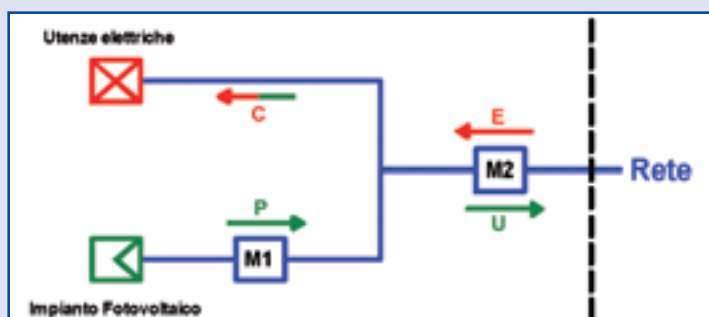 Utenze elettriche
C
E
M2
Rete
P
U
M1
Impianto Fotovoltaico